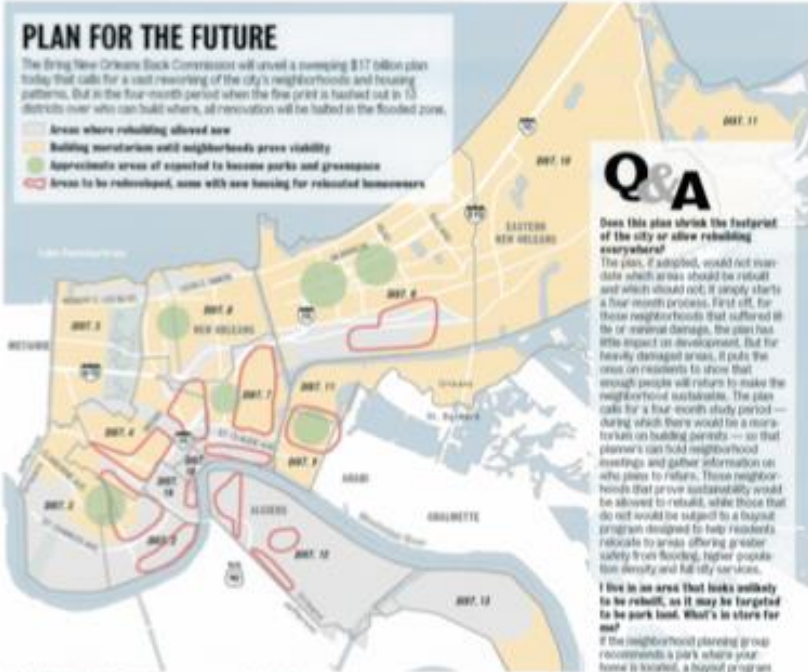 PLAN FOR THE FUTURE
The Bring New Orleans Back Commission will unveil a sweeping $17 billion plan
today that calls for a vast reworking of the city's neighborhoods and housing
patterns. But in the four-month period when the fine print is hashed out in 13
districts over who can build where, all renovation will be halted in the flooded zone.
Areas where rebuilding allowed now
Building moratorium until neighborhoods prove viability
Approximate areas of expected to become parks and greenspace
Areas to be redeveloped, some with new housing for relocated homeowners
DIST. 11
DIST. 10
EASTERN
NEW ORLEANS
DIST. 9
DIST. 6
NEW ORLEANS
DIST. 5
METAIRIE
DIST. 7
DIST. 11
Orleans
St. Bernard
DIST. 4
ST. CLAUDE AVE.
ARABI
CHALMETTE
ALGIERS
DIST. 12
DIST. 13
Q&A
Does this plan shrink the footprint
of the city or allow rebuilding
everywhere?
The plan, if adopted, would not man-
date which areas should be rebuilt
and which should not; it simply starts
a four-month process. First off, for
those neighborhoods that suffered lit-
tle or minimal damage, the plan has
little impact on development. But for
heavily damaged areas, it puts the
onus on residents to show that
enough people will return to make the
neighborhood sustainable. The plan
calls for a four-month study period —
during which there would be a mora-
torium on building permits — so that
planners can hold neighborhood
meetings and gather information on
who plans to return. Those neighbor-
hoods that prove sustainability would
be allowed to rebuild, while those that
do not would be subject to a buyout
program designed to help residents
relocate to areas offering greater
safety from flooding, higher popula-
tion density and full city services.
I live in an area that looks unlikely
to be rebuilt, as it may be targeted
to be park land. What's in store for
me?
If the neighborhood planning group
recommends a park where your
home is located, a buyout program